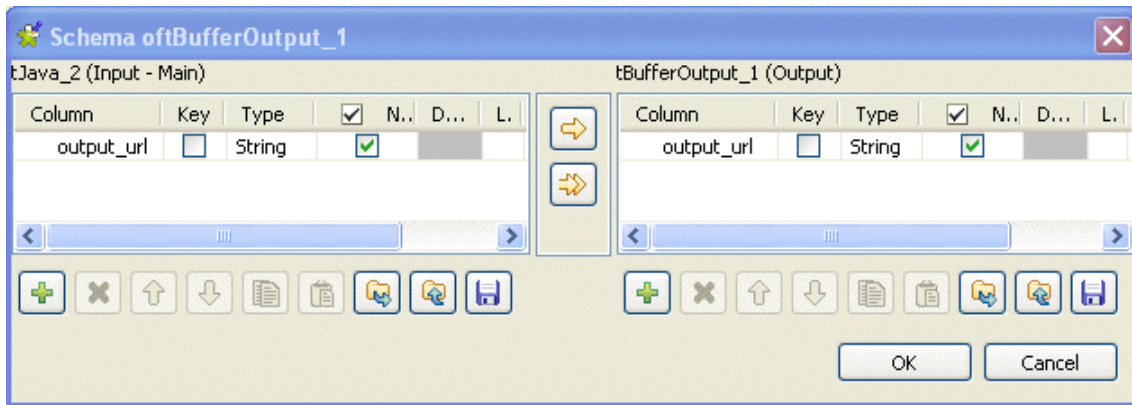 Schema oftBufferOutput_1
tJava_2 (Input - Main)
tBufferOutput_1 (Output)
Column Key Type N.. D... L.
output_url String
Column Key Type N.. D... L.
output_url String
OK Cancel